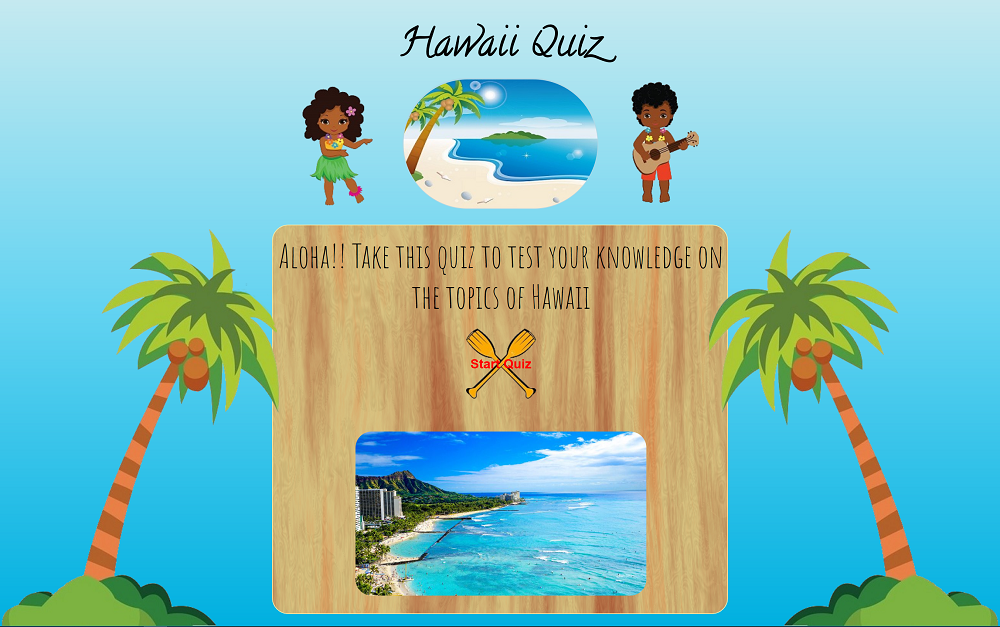 Hawaii Quiz
Aloha!! Take this quiz to test your knowledge on
the topics of Hawaii
Start Quiz